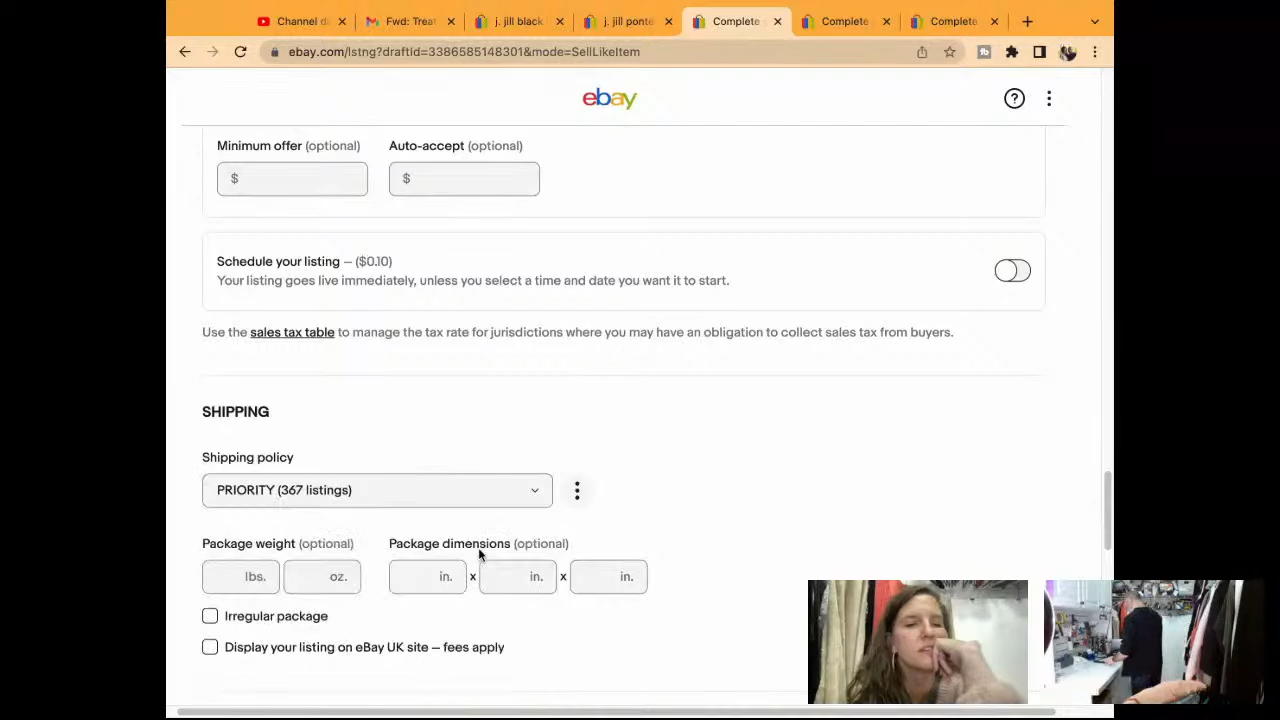 Channel da
Fwd: Treat
j. jill black
j. jill ponte
Complete
Complete
Complete
ebay.com/lstng?draftId=3386585148301&mode=SellLikeItem
ebay
Minimum offer (optional)
Auto-accept (optional)
$
$
Schedule your listing – ($0.10)
Your listing goes live immediately, unless you select a time and date you want it to start.
Use the sales tax table to manage the tax rate for jurisdictions where you may have an obligation to collect sales tax from buyers.
SHIPPING
Shipping policy
PRIORITY (367 listings)
Package weight (optional)
Package dimensions (optional)
lbs.
oz.
in. x in. x in.
Irregular package
Display your listing on eBay UK site – fees apply